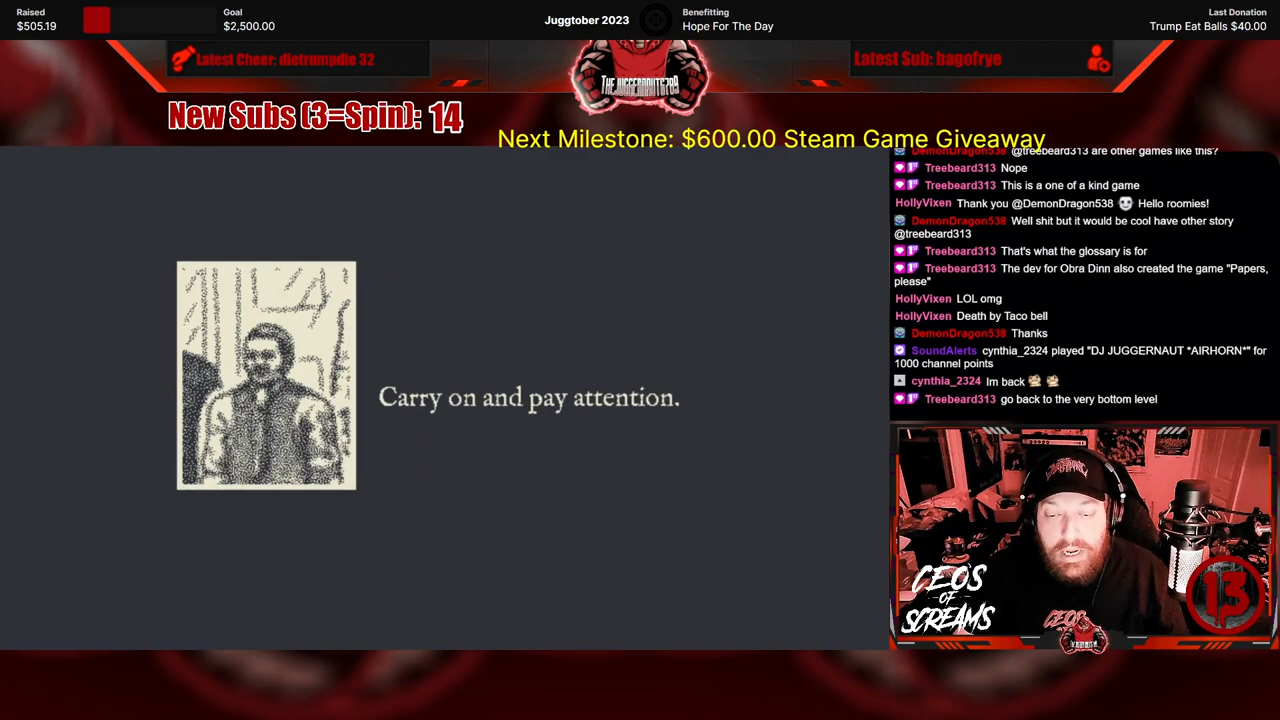 Raised
$505.19
Goal
$2,500.00
Juggtober 2023
Benefitting
Hope For The Day
Last Donation
Trump Eat Balls $40.00
Latest Cheer: dietrumpdie 32
THEJUGGERNAUT6789
Latest Sub: bagofrye
New Subs (3=Spin): 14
Next Milestone: $600.00 Steam Game Giveaway
DemonDragon538 @treebeard313 are other games like this?
Treebeard313 Nope
Treebeard313 This is a one of a kind game
HollyVixen Thank you @DemonDragon538 Hello roomies!
DemonDragon538 Well shit but it would be cool have other story
@treebeard313
Treebeard313 That's what the glossary is for
Treebeard313 The dev for Obra Dinn also created the game "Papers,
please"
HollyVixen LOL omg
HollyVixen Death by Taco bell
DemonDragon538 Thanks
SoundAlerts cynthia_2324 played "DJ JUGGERNAUT *AIRHORN*" for
1000 channel points
cynthia_2324 Im back
Treebeard313 go back to the very bottom level
Carry on and pay attention.
CEOS
OF
SCREAMS
CEOS
13